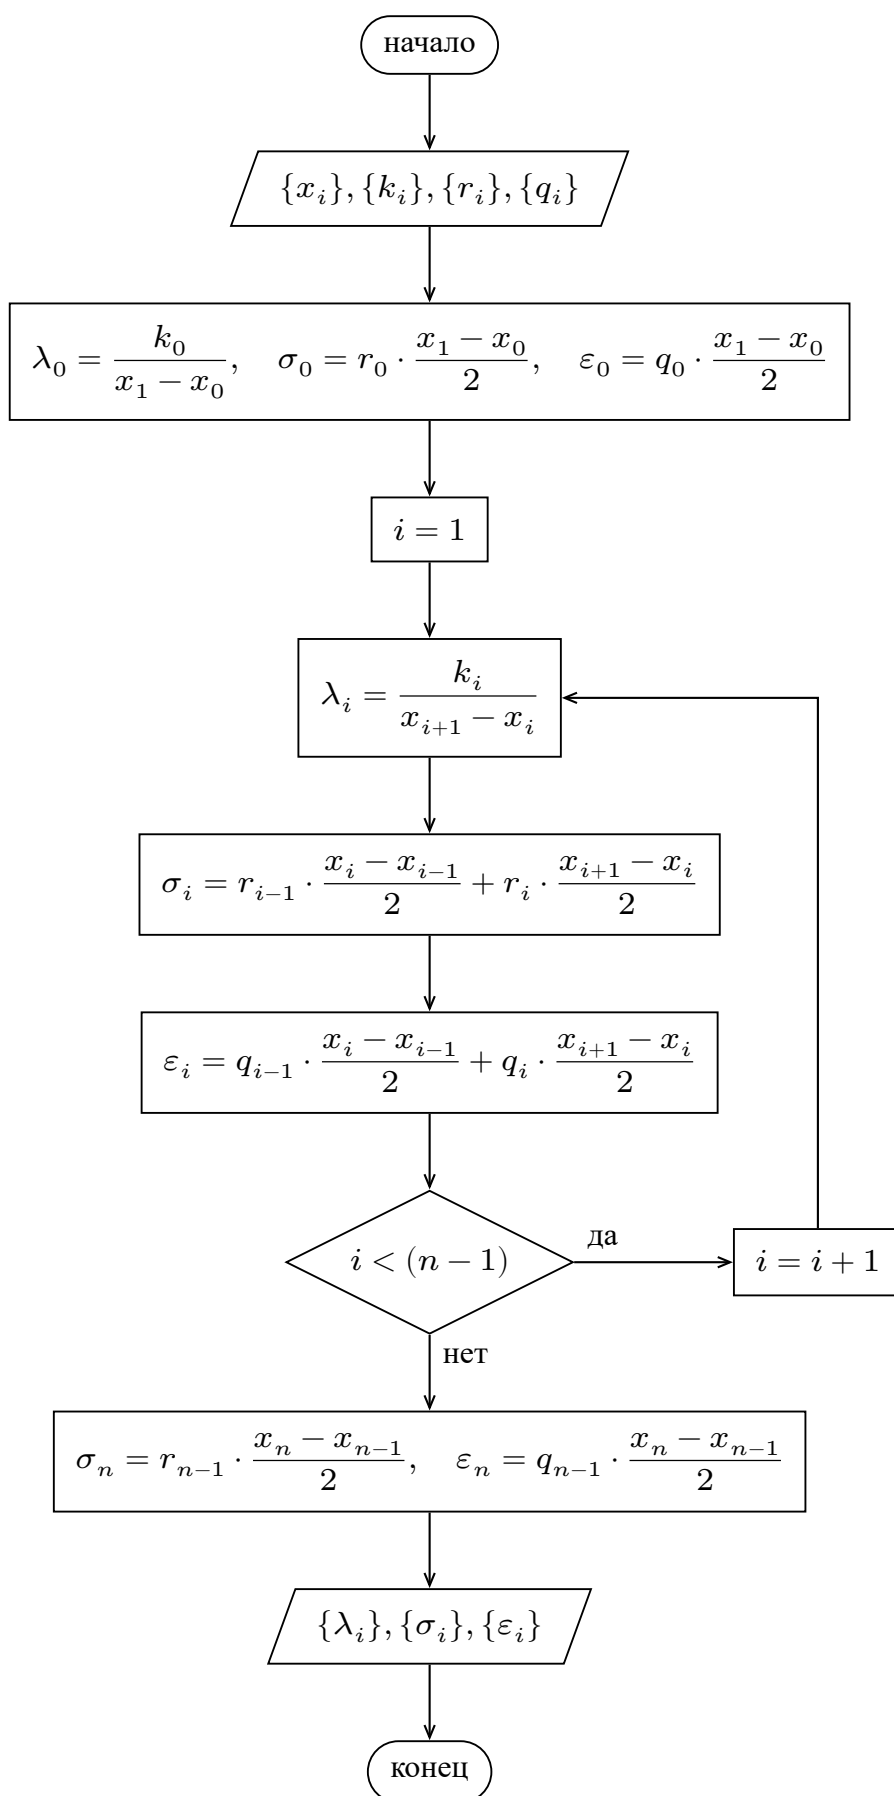 начало
{x_i}, {k_i}, {r_i}, {q_i}
λ_0 = k_0 / (x_1 − x_0), σ_0 = r_0 · (x_1 − x_0) / 2, ε_0 = q_0 · (x_1 − x_0) / 2
i = 1
λ_i = k_i / (x_{i+1} − x_i)
σ_i = r_{i−1} · (x_i − x_{i−1}) / 2 + r_i · (x_{i+1} − x_i) / 2
ε_i = q_{i−1} · (x_i − x_{i−1}) / 2 + q_i · (x_{i+1} − x_i) / 2
i < (n − 1)
да
i = i + 1
нет
σ_n = r_{n−1} · (x_n − x_{n−1}) / 2, ε_n = q_{n−1} · (x_n − x_{n−1}) / 2
{λ_i}, {σ_i}, {ε_i}
конец